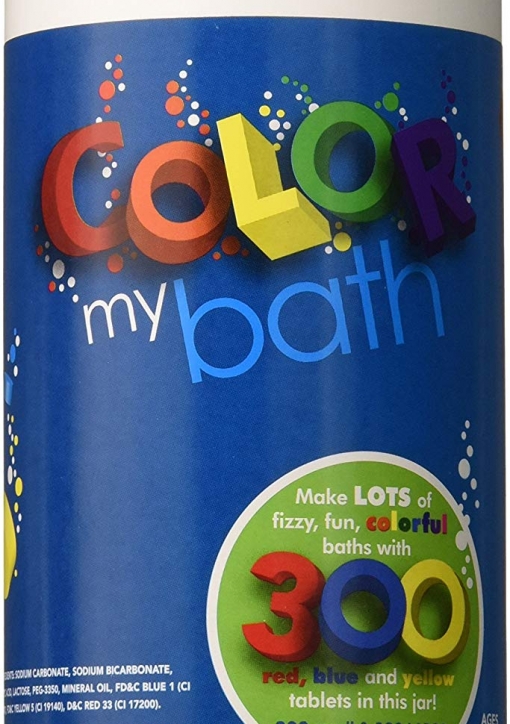 COLOR
my bath
Make LOTS of
fizzy, fun, colorful
baths with
300
red, blue and yellow
tablets in this jar!
SODIUM CARBONATE, SODIUM BICARBONATE,
LACTOSE, PEG-3350, MINERAL OIL, FD&C BLUE 1 (CI
YELLOW 5 (CI 19140), D&C RED 33 (CI 17200).
AGES